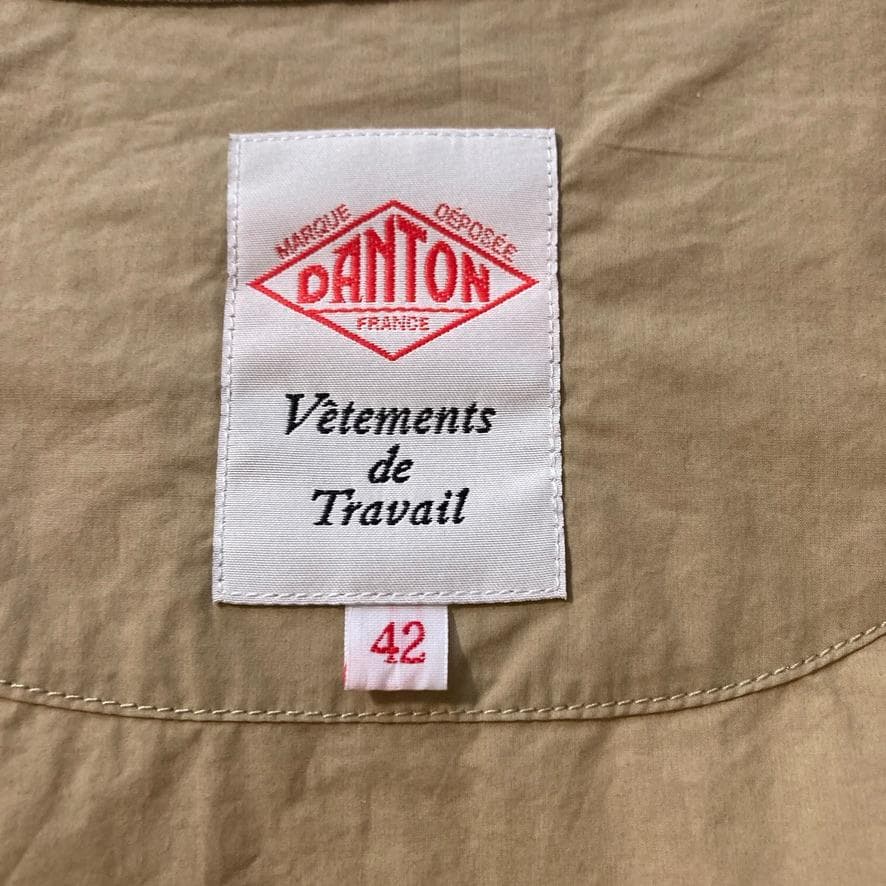 MARQUE DÉPOSÉE
DANTON
FRANCE
Vêtements
de
Travail
42